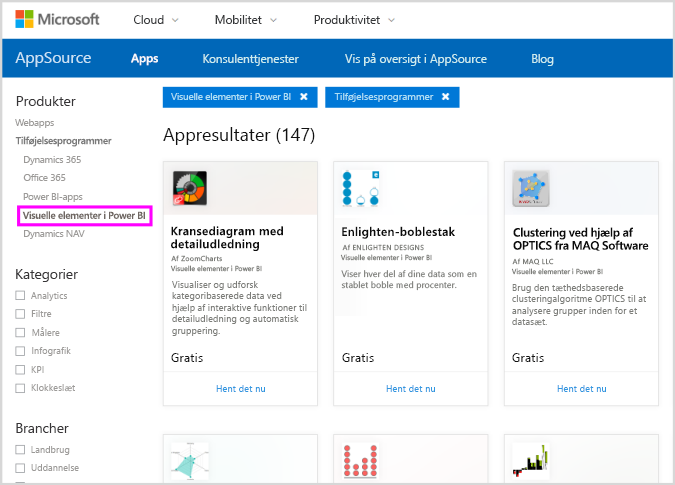 Microsoft
Cloud
Mobilitet
Produktivitet
AppSource
Apps
Konsulenttjenester
Vis på oversigt i AppSource
Blog
Produkter
Webapps
Tilføjelsesprogrammer
Dynamics 365
Office 365
Power BI-apps
Visuelle elementer i Power BI
Dynamics NAV
Kategorier
Analytics
Filtre
Målere
Infografik
KPI
Klokkeslæt
Brancher
Landbrug
Uddannelse
Visuelle elementer i Power BI
Tilføjelsesprogrammer
Appresultater (147)
Kransediagram med
detailudledning
Af ZoomCharts
Visuelle elementer i Power BI
Visualiser og udforsk
kategoribaserede data ved
hjælp af interaktive funktioner til
detailudledning og automatisk
gruppering.
Gratis
Hent det nu
Enlighten-boblestak
Af ENLIGHTEN DESIGNS
Visuelle elementer i Power BI
Viser hver del af dine data som en
stablet boble med procenter.
Gratis
Hent det nu
Clustering ved hjælp af
OPTICS fra MAQ Software
Af MAQ LLC
Visuelle elementer i Power BI
Brug den tæthedsbaserede
clusteringalgoritme OPTICS til at
analysere grupper inden for et
datasæt.
Gratis
Hent det nu